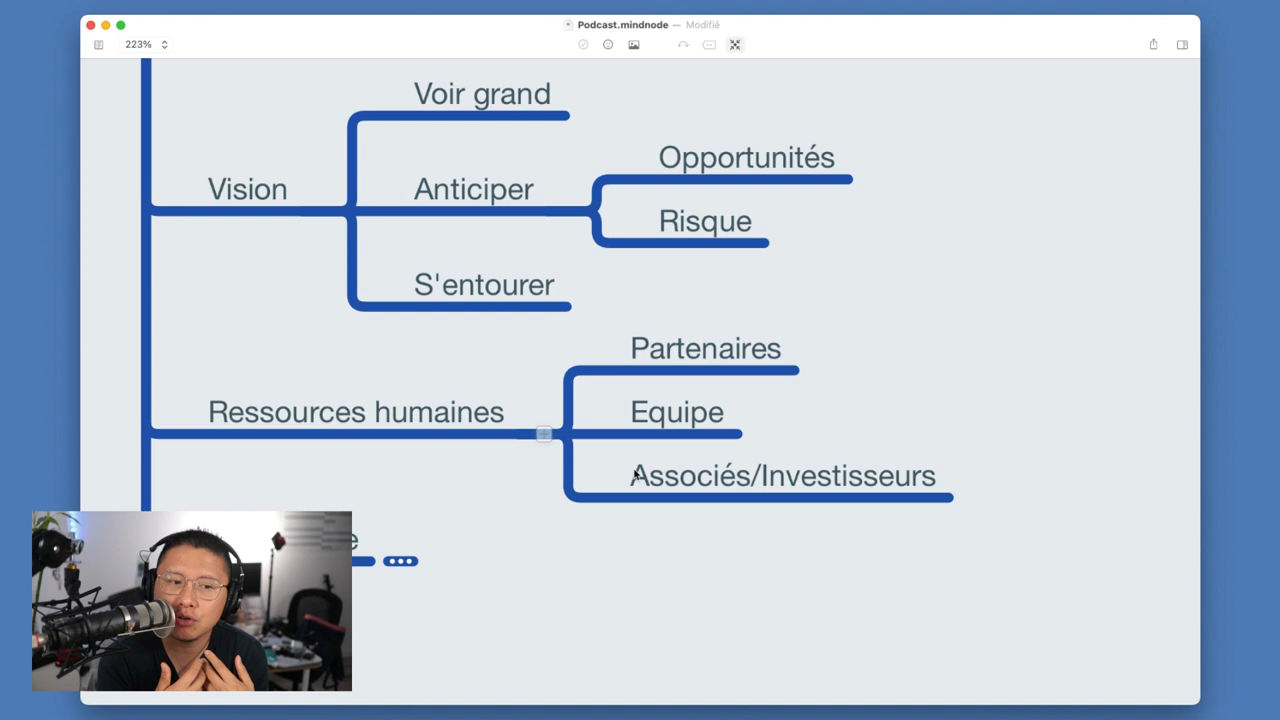 Podcast.mindnode — Modifié
223%
Voir grand
Opportunités
Vision
Anticiper
Risque
S'entourer
Partenaires
Ressources humaines
Equipe
Associés/Investisseurs